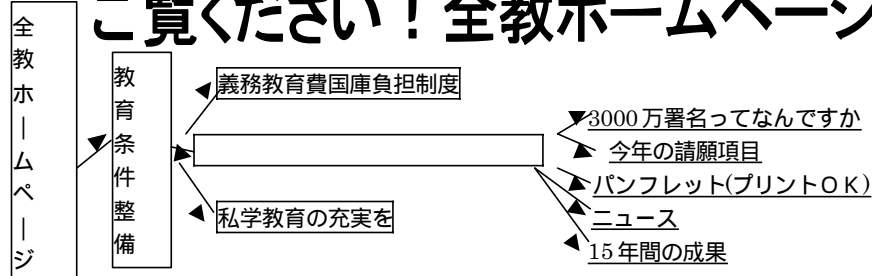 ご覧ください！全教ホームページ
全教ホームページ
教育条件整備
義務教育費国庫負担制度
私学教育の充実を
3000万署名ってなんですか
今年の請願項目
パンフレット(プリントＯＫ)
ニュース
15年間の成果